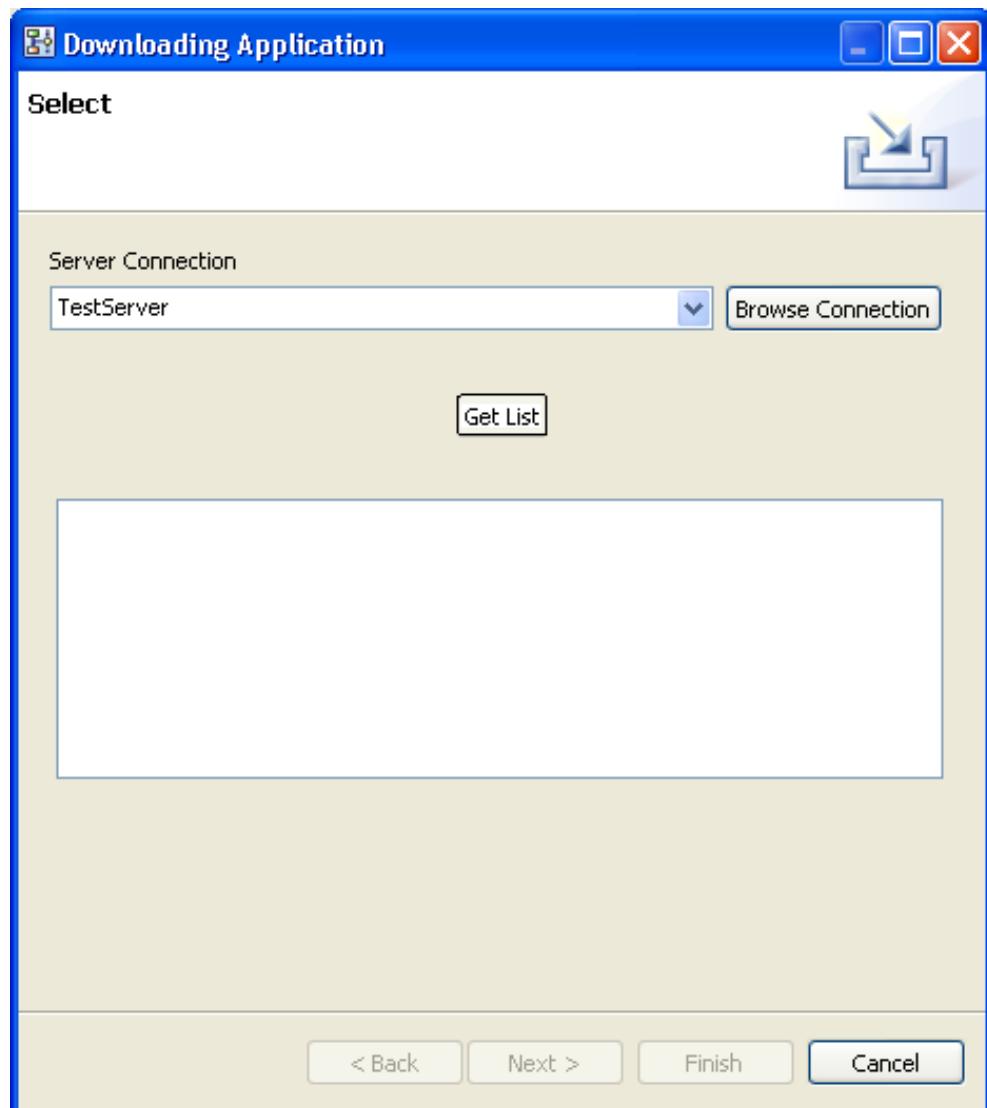 Downloading Application
Select
Server Connection
TestServer
Browse Connection
Get List
< Back
Next >
Finish
Cancel